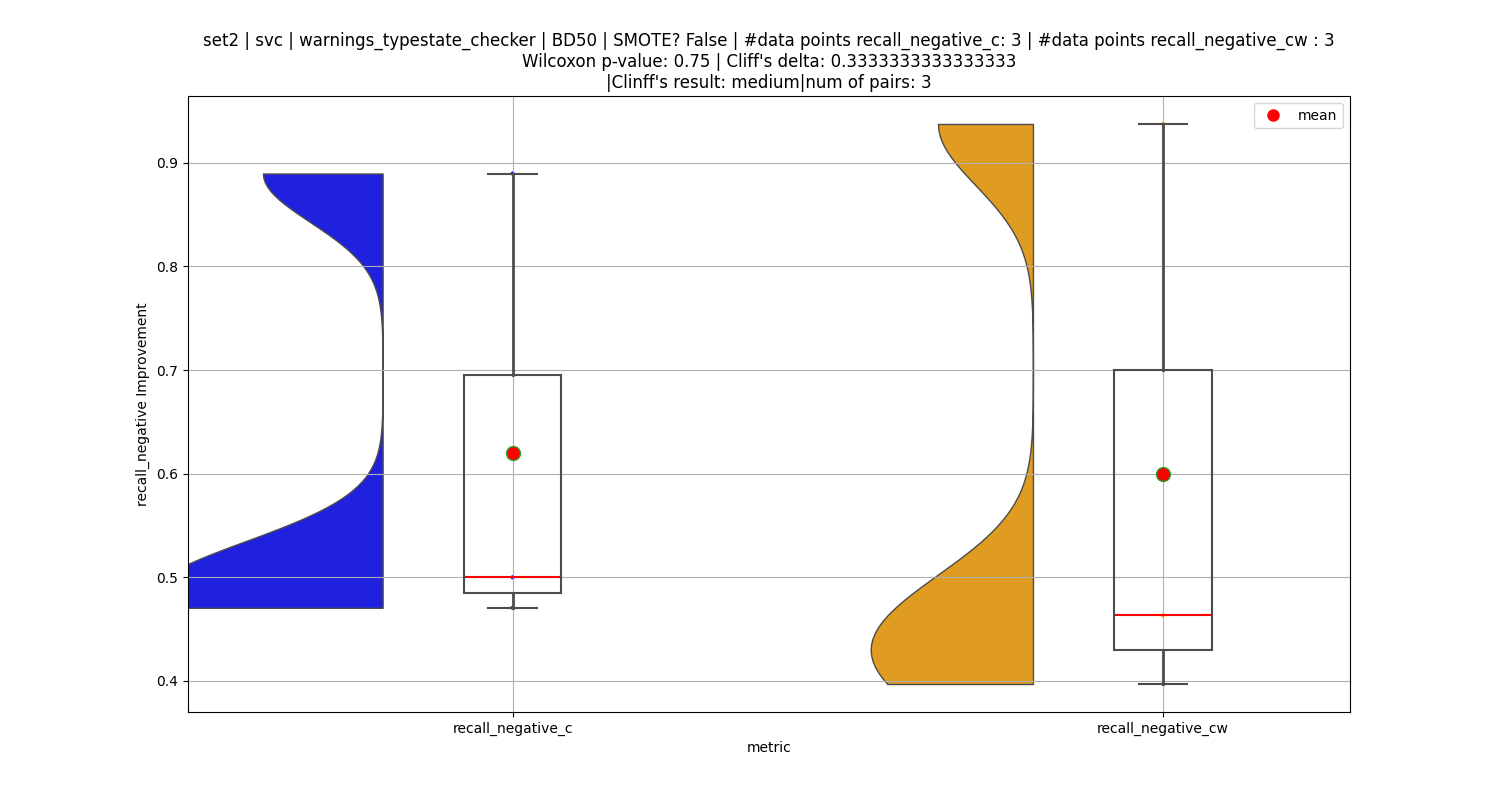 set2 | svc | warnings_typestate_checker | BD50 | SMOTE? False | #data points recall_negative_c: 3 | #data points recall_negative_cw : 3
Wilcoxon p-value: 0.75 | Cliff's delta: 0.3333333333333333
|Clinff's result: medium|num of pairs: 3
mean
0.9
0.8
0.7
0.6
0.5
0.4
recall_negative Improvement
recall_negative_c
recall_negative_cw
metric